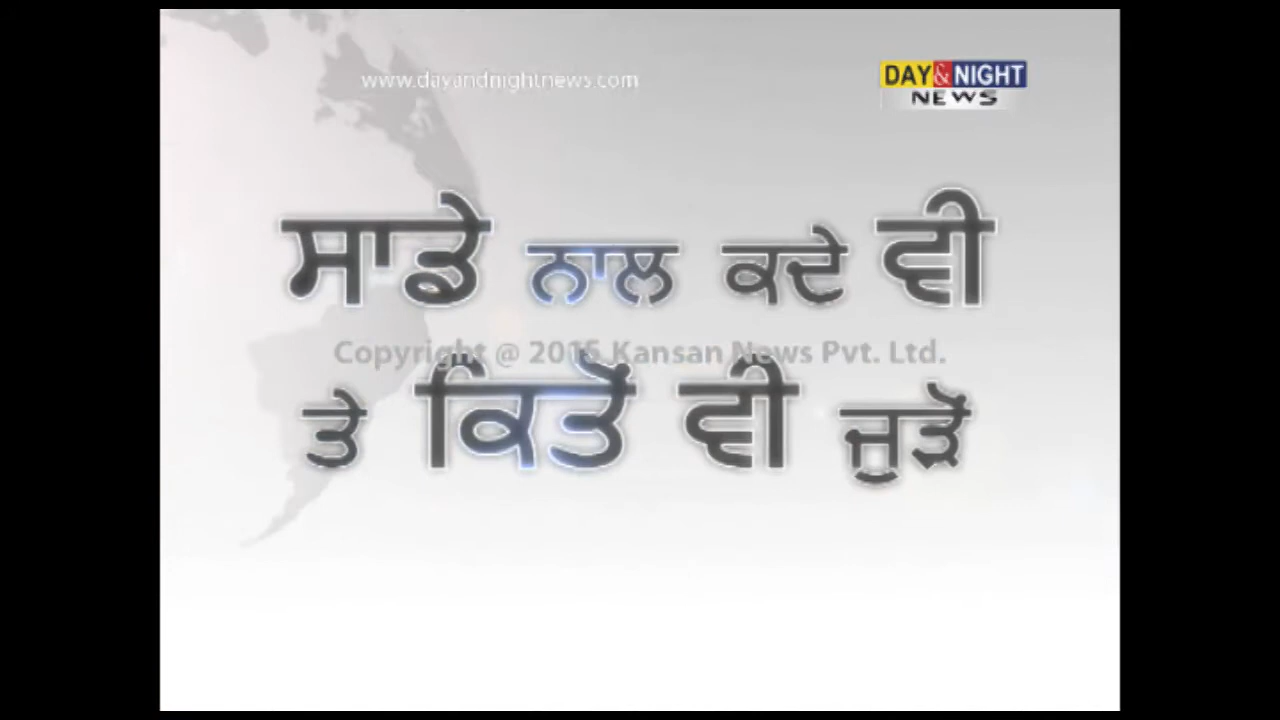 www.dayandnightnews.com
DAY&NIGHT
NEWS
ਸਾਡੇ ਨਾਲ ਕਦੇ ਵੀ
Copyright @ 2015 Kansan News Pvt. Ltd.
ਤੇ ਕਿਤੋਂ ਵੀ ਜੁੜੋਂ